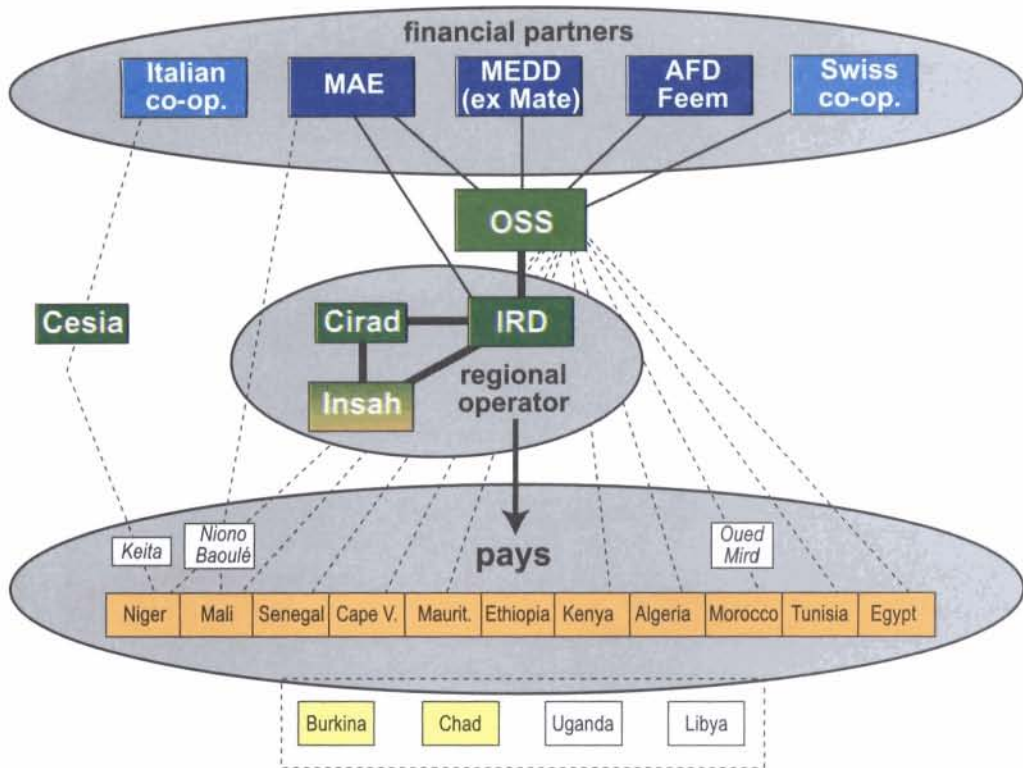 financial partners
Italian
co-op.
MAE
MEDD
(ex Mate)
AFD
Feem
Swiss
co-op.
OSS
Cesia
Cirad
IRD
Insah
regional
operator
Keita
Niono
Baoulé
pays
Oued
Mird
Niger
Mali
Senegal
Cape V.
Maurit.
Ethiopia
Kenya
Algeria
Morocco
Tunisia
Egypt
Burkina
Chad
Uganda
Libya